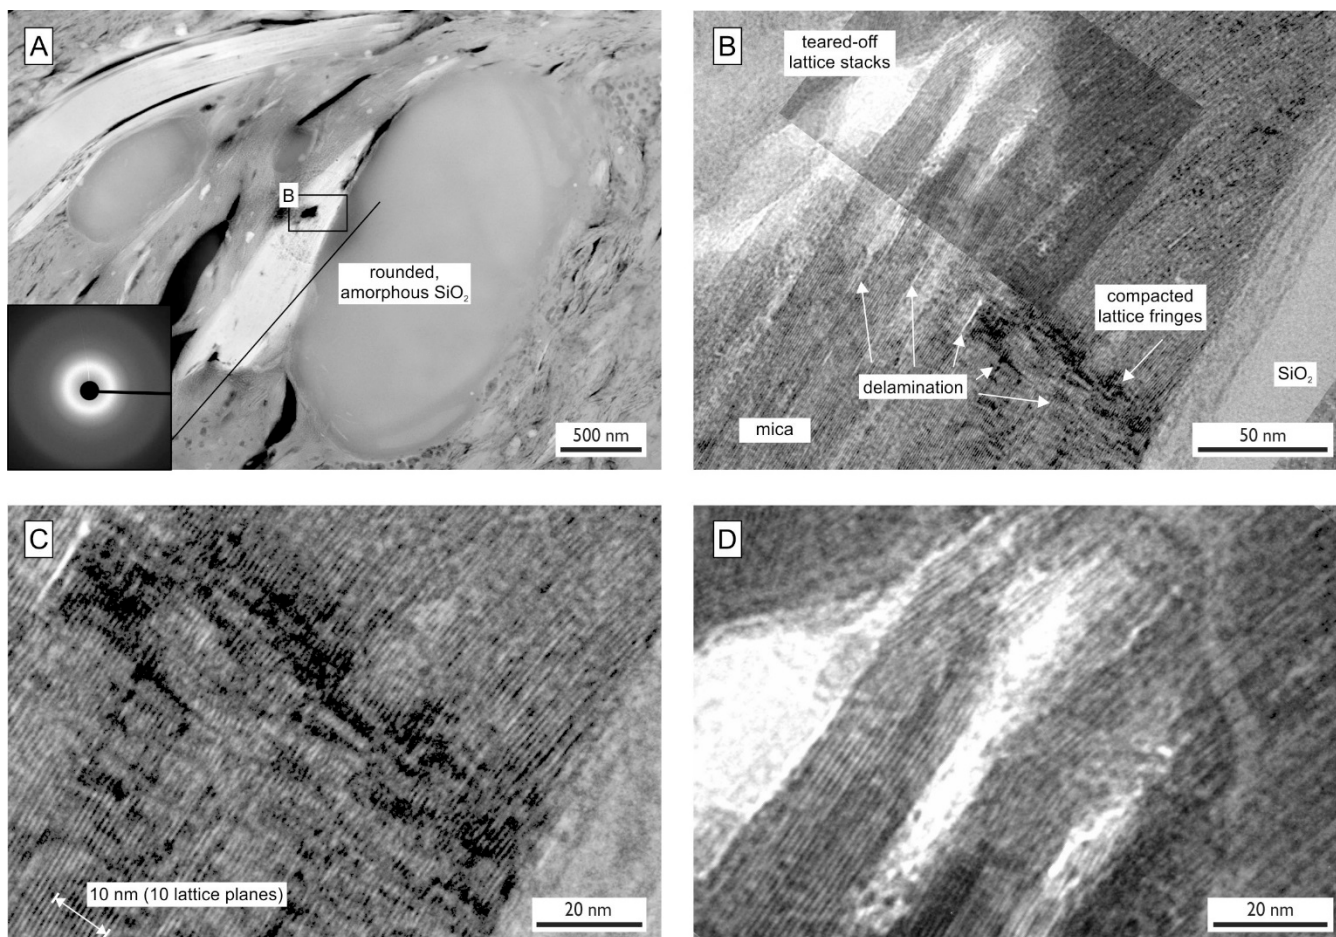 A
B
rounded,
amorphous SiO₂
500 nm
B
teared-off
lattice stacks
compacted
lattice fringes
delamination
SiO₂
mica
50 nm
C
10 nm (10 lattice planes)
20 nm
D
20 nm